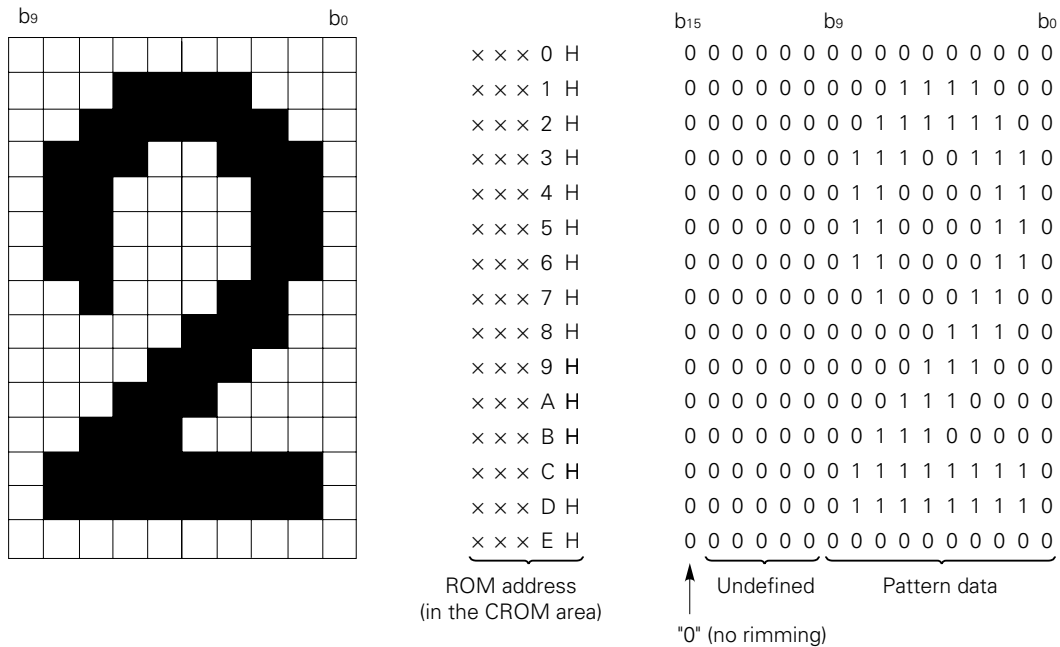 b9 b0 b15 b9 b0
× × × 0 H 0 0 0 0 0 0 0 0 0 0 0 0 0 0 0 0
× × × 1 H 0 0 0 0 0 0 0 0 0 1 1 1 1 0 0 0
× × × 2 H 0 0 0 0 0 0 0 0 1 1 1 1 1 1 0 0
× × × 3 H 0 0 0 0 0 0 0 1 1 1 0 0 1 1 1 0
× × × 4 H 0 0 0 0 0 0 0 1 1 0 0 0 0 1 1 0
× × × 5 H 0 0 0 0 0 0 0 1 1 0 0 0 0 1 1 0
× × × 6 H 0 0 0 0 0 0 0 1 1 0 0 0 0 1 1 0
× × × 7 H 0 0 0 0 0 0 0 0 1 0 0 0 1 1 0 0
× × × 8 H 0 0 0 0 0 0 0 0 0 0 0 1 1 1 0 0
× × × 9 H 0 0 0 0 0 0 0 0 0 0 1 1 1 0 0 0
× × × A H 0 0 0 0 0 0 0 0 0 1 1 1 0 0 0 0
× × × B H 0 0 0 0 0 0 0 0 1 1 1 0 0 0 0 0
× × × C H 0 0 0 0 0 0 0 1 1 1 1 1 1 1 1 0
× × × D H 0 0 0 0 0 0 0 1 1 1 1 1 1 1 1 0
× × × E H 0 0 0 0 0 0 0 0 0 0 0 0 0 0 0 0
ROM address Undefined Pattern data
(in the CROM area)
"0" (no rimming)